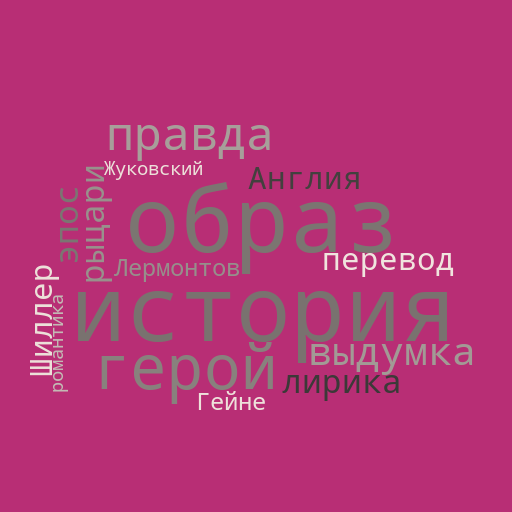 правда
Жуковский
Англия
рыцари
эпос
образ
перевод
Лермонтов
история
Шиллер
романтика
выдумка
герой
лирика
Гейне